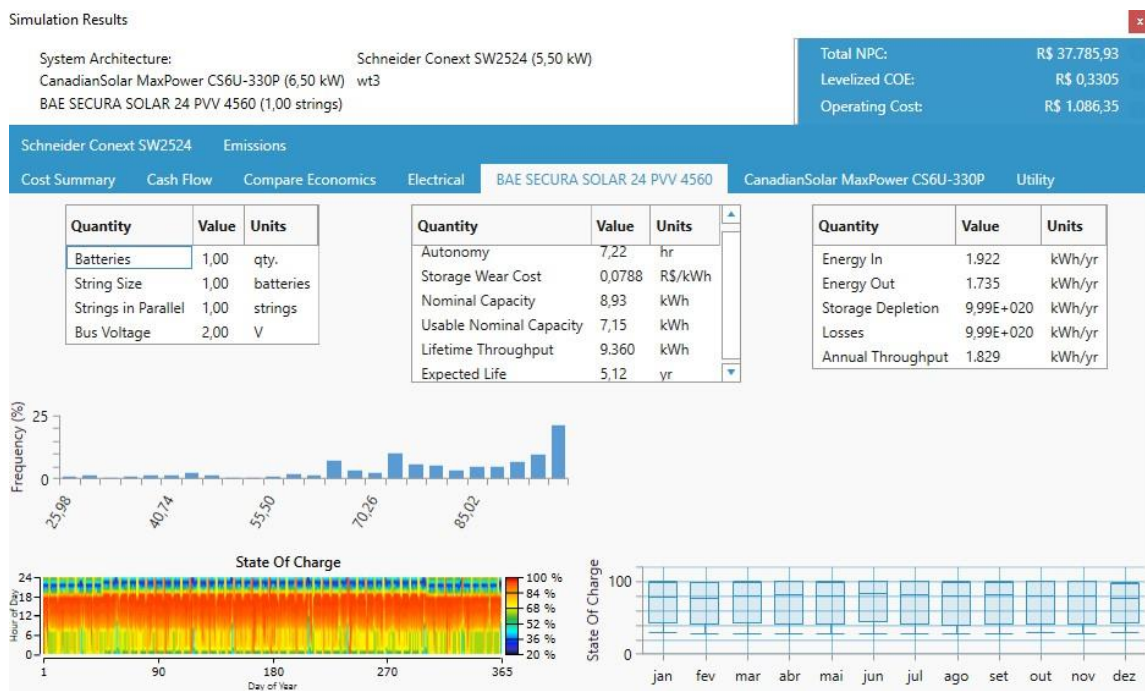 Simulation Results
x
System Architecture: Schneider Conext SW2524 (5,50 kW)
CanadianSolar MaxPower CS6U-330P (6,50 kW) wt3
BAE SECURA SOLAR 24 PVV 4560 (1,00 strings)
Total NPC: R$ 37.785,93
Levelized COE: R$ 0,3305
Operating Cost: R$ 1.086,35
Schneider Conext SW2524 Emissions
Cost Summary Cash Flow Compare Economics Electrical BAE SECURA SOLAR 24 PVV 4560 CanadianSolar MaxPower CS6U-330P Utility
Quantity Value Units
Batteries 1,00 qty.
String Size 1,00 batteries
Strings in Parallel 1,00 strings
Bus Voltage 2,00 V
Quantity Value Units
Autonomy 7,22 hr
Storage Wear Cost 0,0788 R$/kWh
Nominal Capacity 8,93 kWh
Usable Nominal Capacity 7,15 kWh
Lifetime Throughput 9.360 kWh
Expected Life 5,12 yr
Quantity Value Units
Energy In 1.922 kWh/yr
Energy Out 1.735 kWh/yr
Storage Depletion 9,99E+020 kWh/yr
Losses 9,99E+020 kWh/yr
Annual Throughput 1.829 kWh/yr
Frequency (%)
25
0
25,98 40,74 55,50 70,26 85,02
State Of Charge
Hour of Day
24
18
12
6
0
1 90 180 270 365
Day of Year
100 %
84 %
68 %
52 %
36 %
20 %
State Of Charge
100
0
jan fev mar abr mai jun jul ago set out nov dez